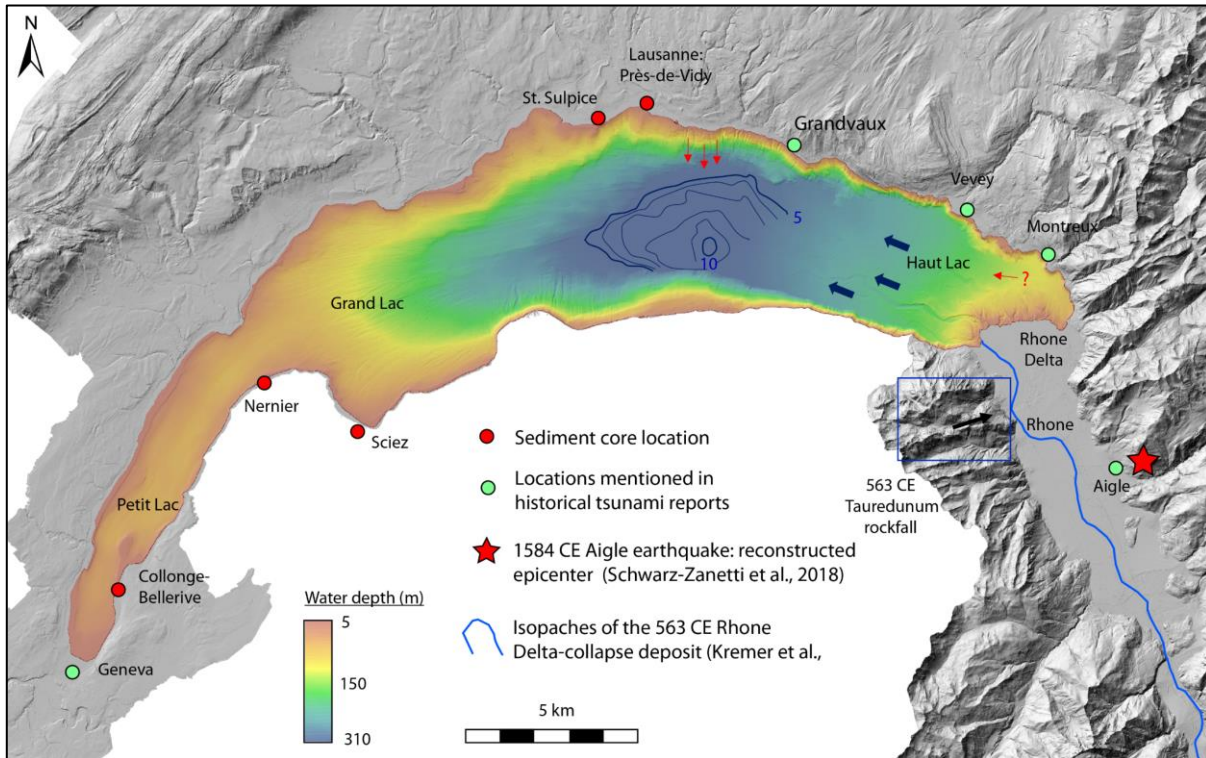 N
Lausanne:
Près-de-Vidy
St. Sulpice
Grandvaux
Vevey
Montreux
5
10
Haut Lac
?
Grand Lac
Rhone
Delta
Nernier
Sciez
Rhone
Aigle
563 CE
Tauredunum
rockfall
Petit Lac
Collonge-
Bellerive
Geneva
Sediment core location
Locations mentioned in
historical tsunami reports
1584 CE Aigle earthquake: reconstructed
epicenter (Schwarz-Zanetti et al., 2018)
Isopaches of the 563 CE Rhone
Delta-collapse deposit (Kremer et al.,
Water depth (m)
5
150
310
5 km